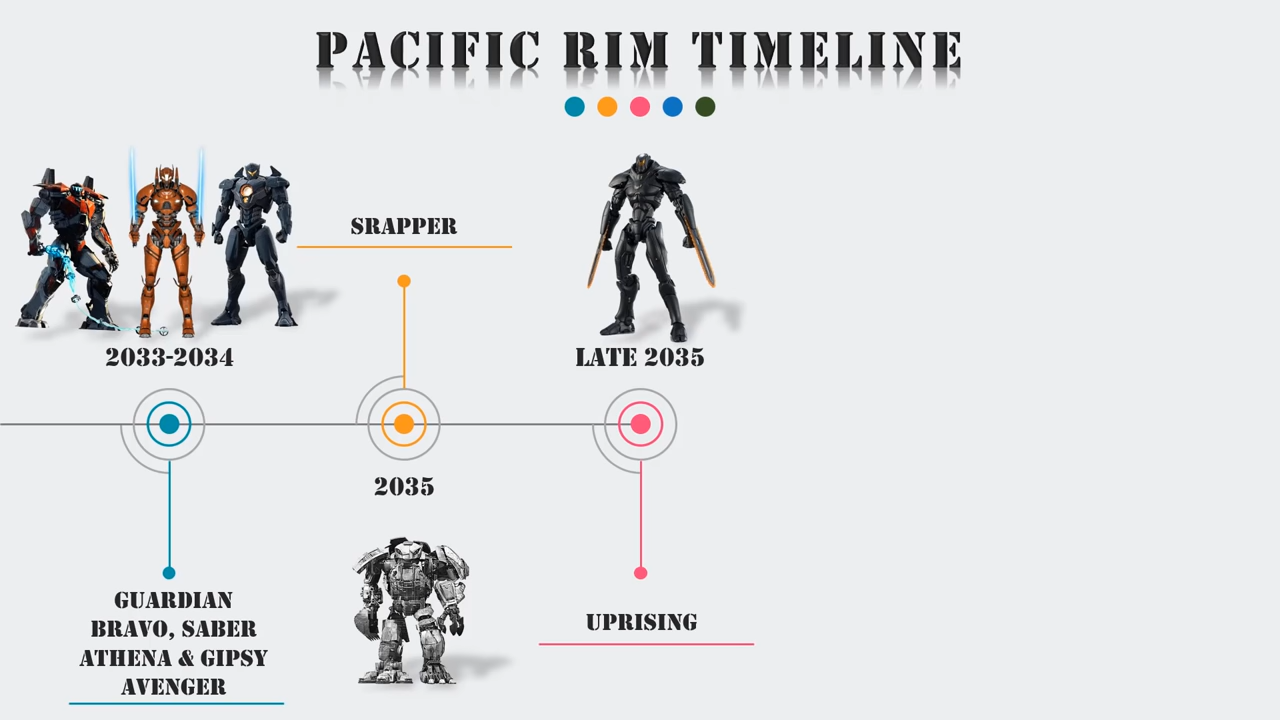 PACIFIC RIM TIMELINE
2033-2034
GUARDIAN
BRAVO, SABER
ATHENA & GIPSY
AVENGER
SRAPPER
2035
LATE 2035
UPRISING